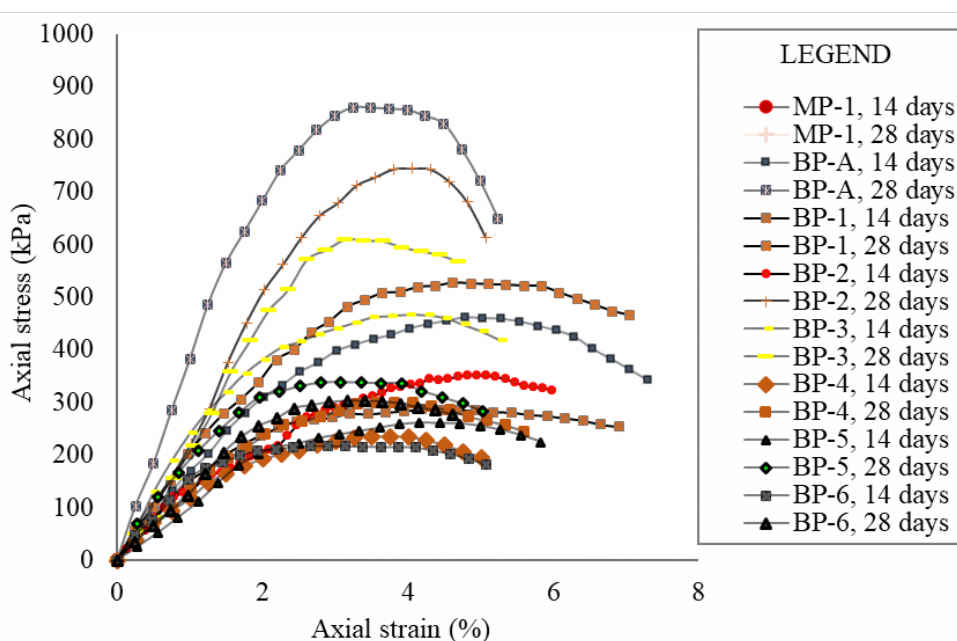 1000
900
800
700
600
500
400
300
200
100
0
Axial stress (kPa)
0 2 4 6 8
Axial strain (%)
LEGEND
MP-1, 14 days
MP-1, 28 days
BP-A, 14 days
BP-A, 28 days
BP-1, 14 days
BP-1, 28 days
BP-2, 14 days
BP-2, 28 days
BP-3, 14 days
BP-3, 28 days
BP-4, 14 days
BP-4, 28 days
BP-5, 14 days
BP-5, 28 days
BP-6, 14 days
BP-6, 28 days